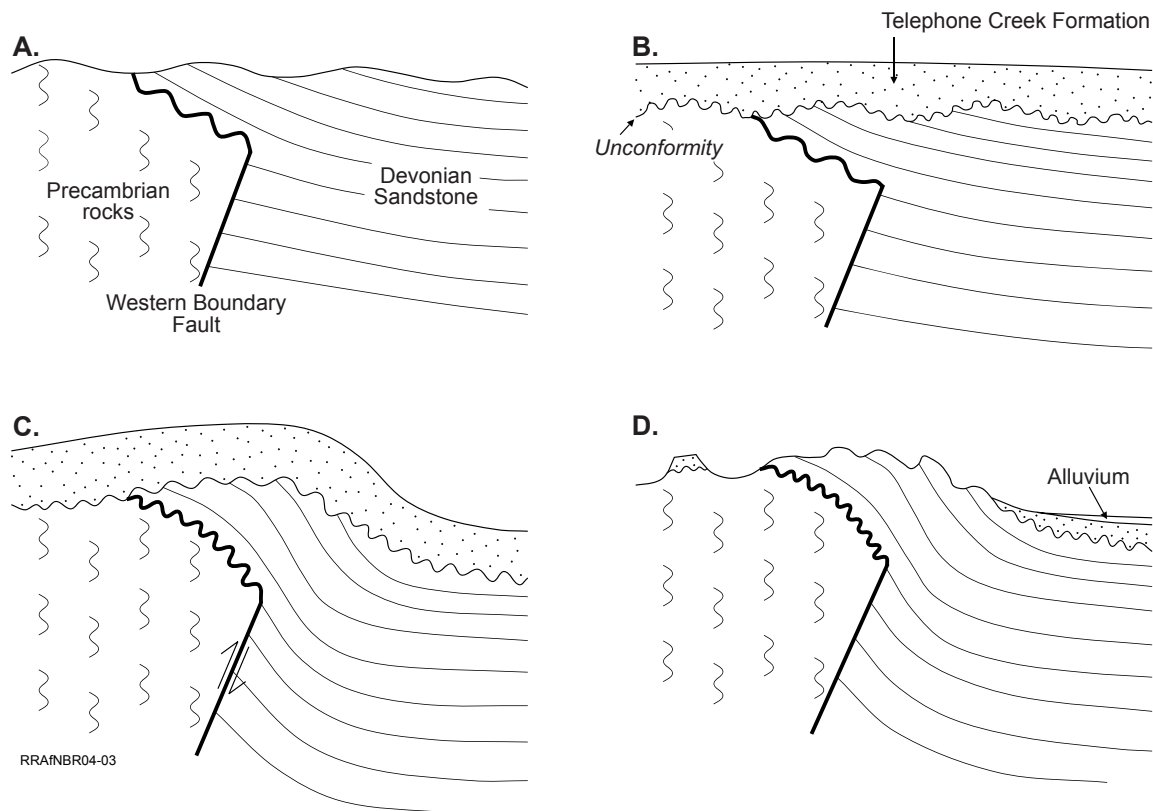 A.
Precambrian
rocks
Devonian
Sandstone
Western Boundary
Fault
B.
Telephone Creek Formation
Unconformity
C.
RRAfNBR04-03
D.
Alluvium